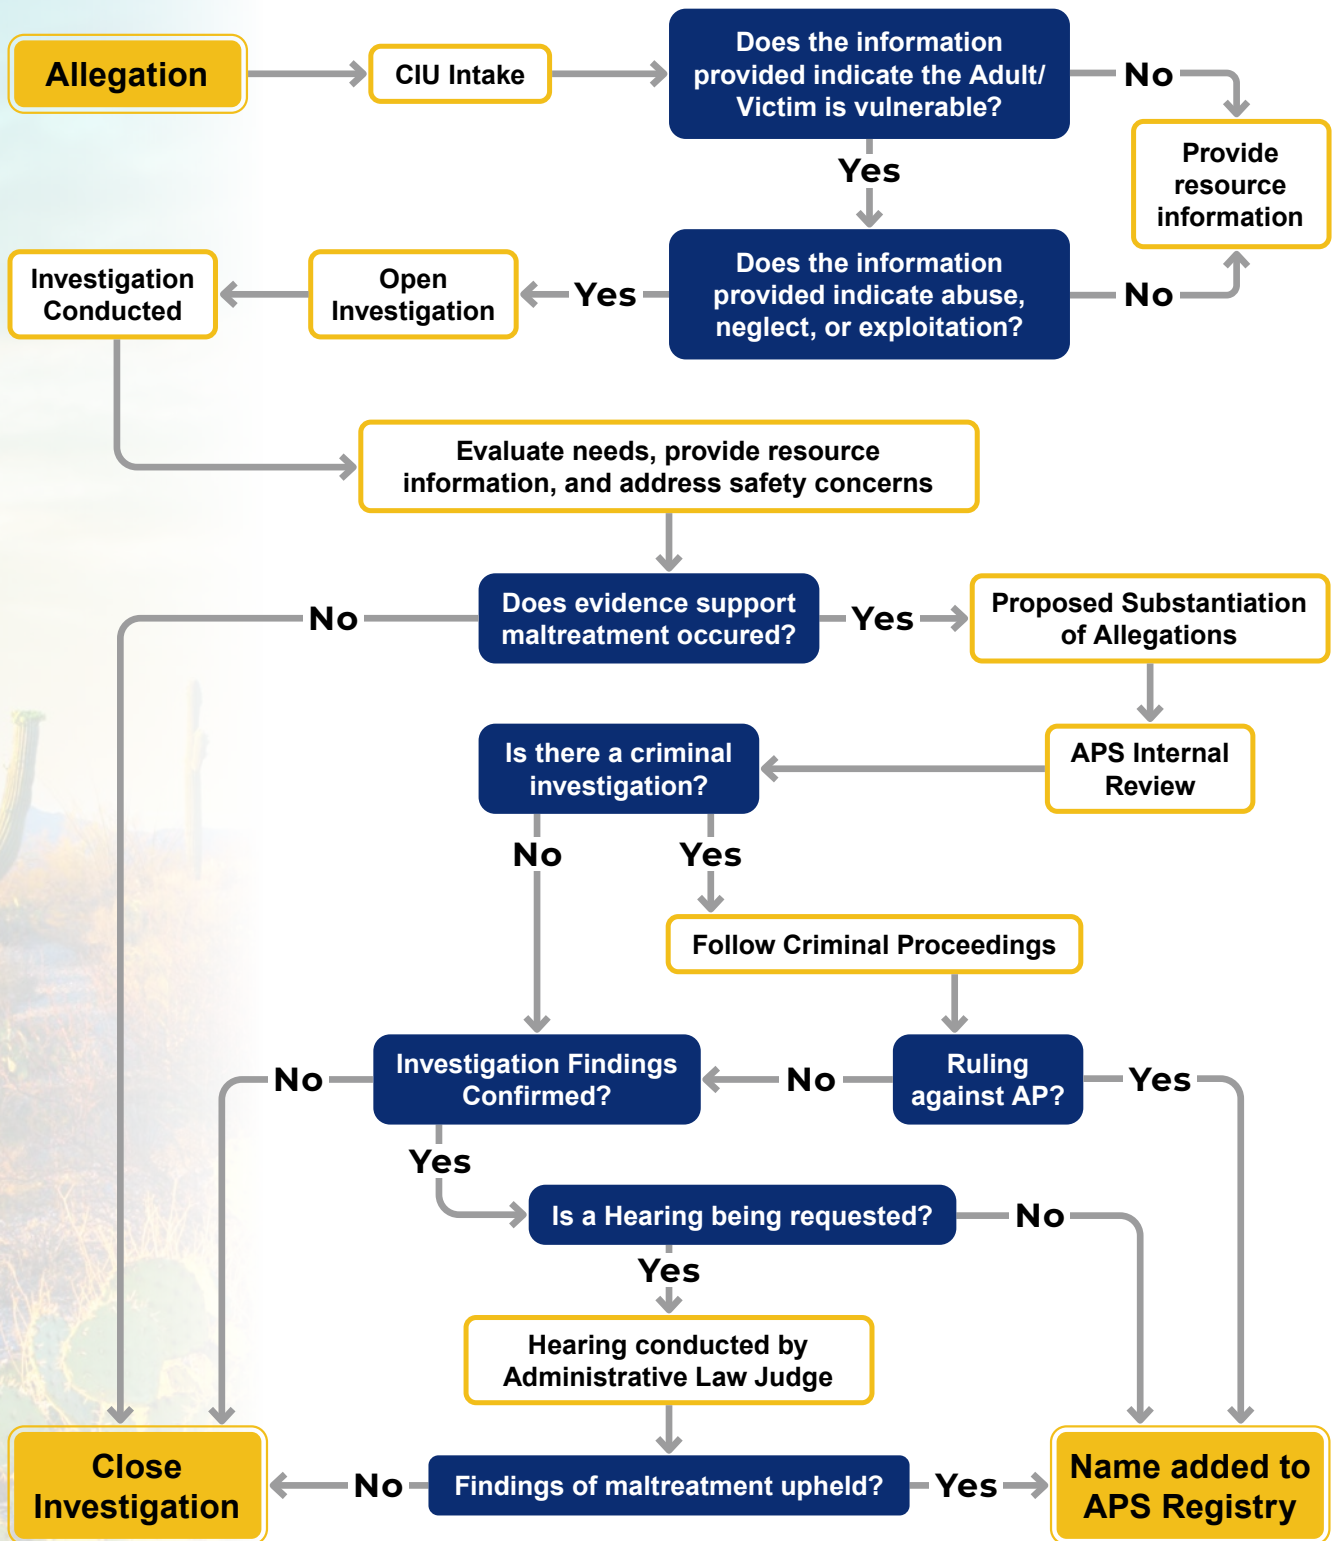 Allegation
CIU Intake
Does the information
provided indicate the Adult/
Victim is vulnerable?
No
Provide
resource
information
Yes
Does the information
provided indicate abuse,
neglect, or exploitation?
No
Yes
Open
Investigation
Investigation
Conducted
Evaluate needs, provide resource
information, and address safety concerns
Does evidence support
maltreatment occured?
No
Yes
Proposed Substantiation
of Allegations
APS Internal
Review
Is there a criminal
investigation?
No
Yes
Follow Criminal Proceedings
Ruling
against AP?
Yes
No
Investigation Findings
Confirmed?
No
Yes
Is a Hearing being requested?
No
Yes
Hearing conducted by
Administrative Law Judge
Findings of maltreatment upheld?
No
Yes
Close
Investigation
Name added to
APS Registry